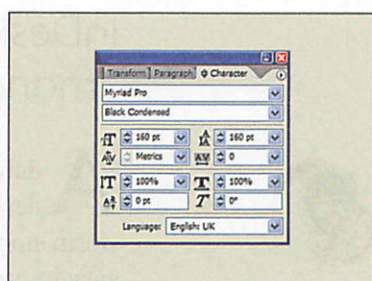 Transform Paragraph Character
Myriad Pro
Black Condensed
160 pt 160 pt
Metrics 0
100% 100%
0 pt 0°
Language: English: UK